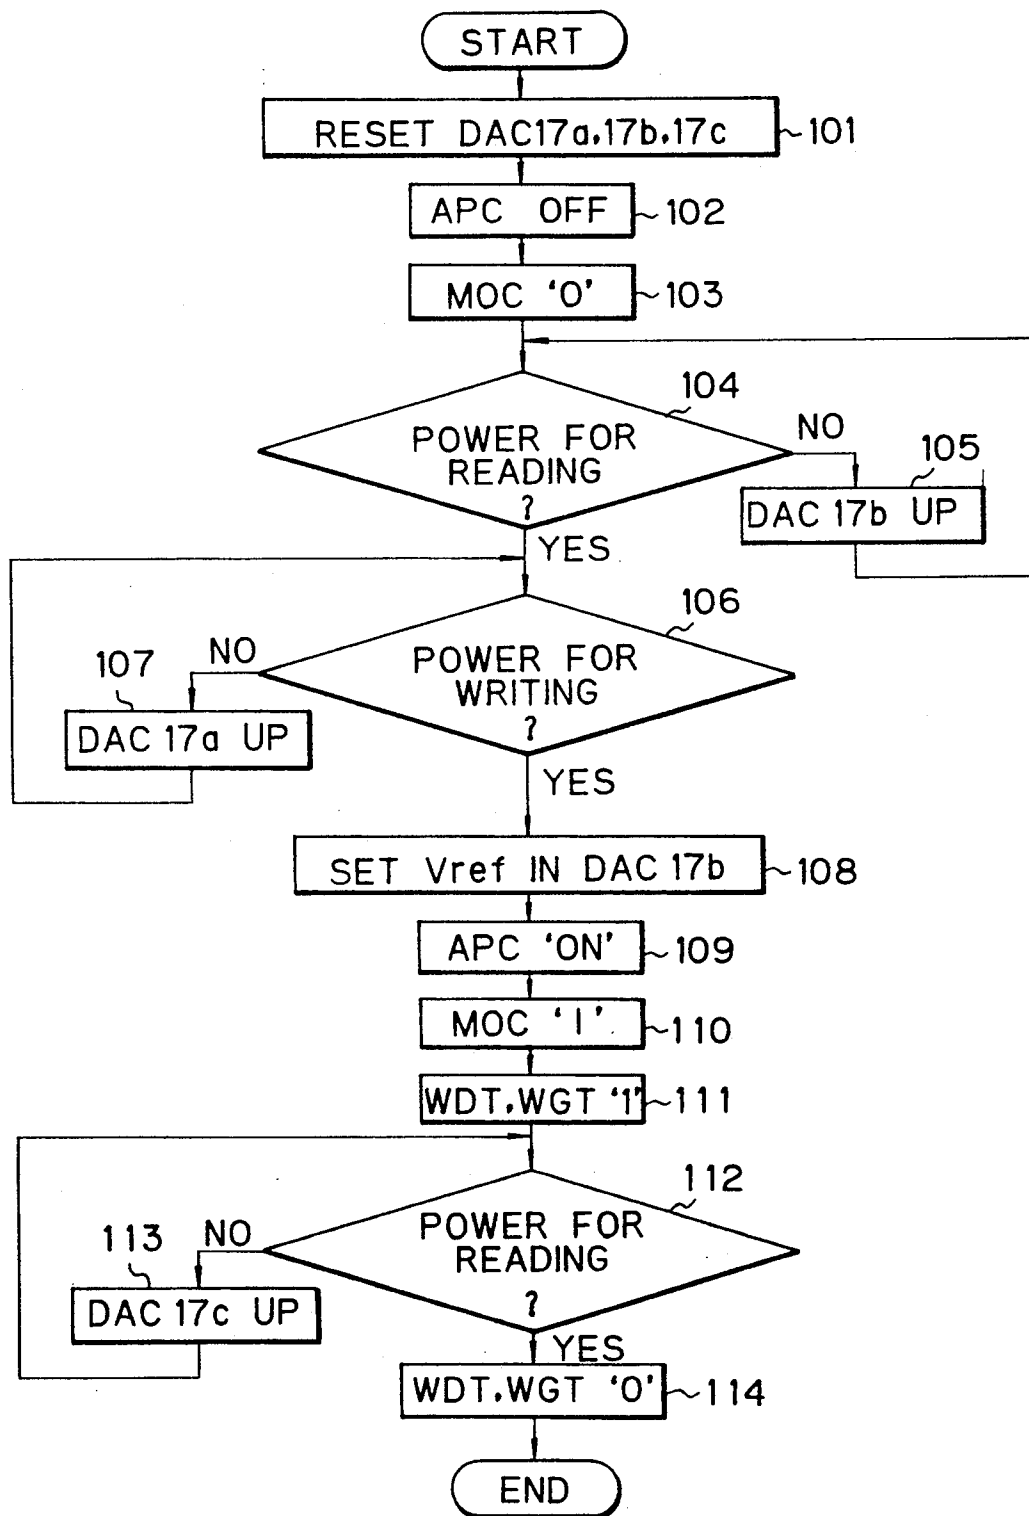 START
RESET DAC17a.17b.17c
101
APC OFF
102
MOC '0'
103
104
POWER FOR
READING
?
NO
105
DAC 17b UP
YES
106
POWER FOR
WRITING
?
NO
107
DAC 17a UP
YES
SET Vref IN DAC 17b
108
APC 'ON'
109
MOC '1'
110
WDT.WGT '1'
111
112
POWER FOR
READING
?
NO
113
DAC 17c UP
YES
WDT.WGT '0'
114
END